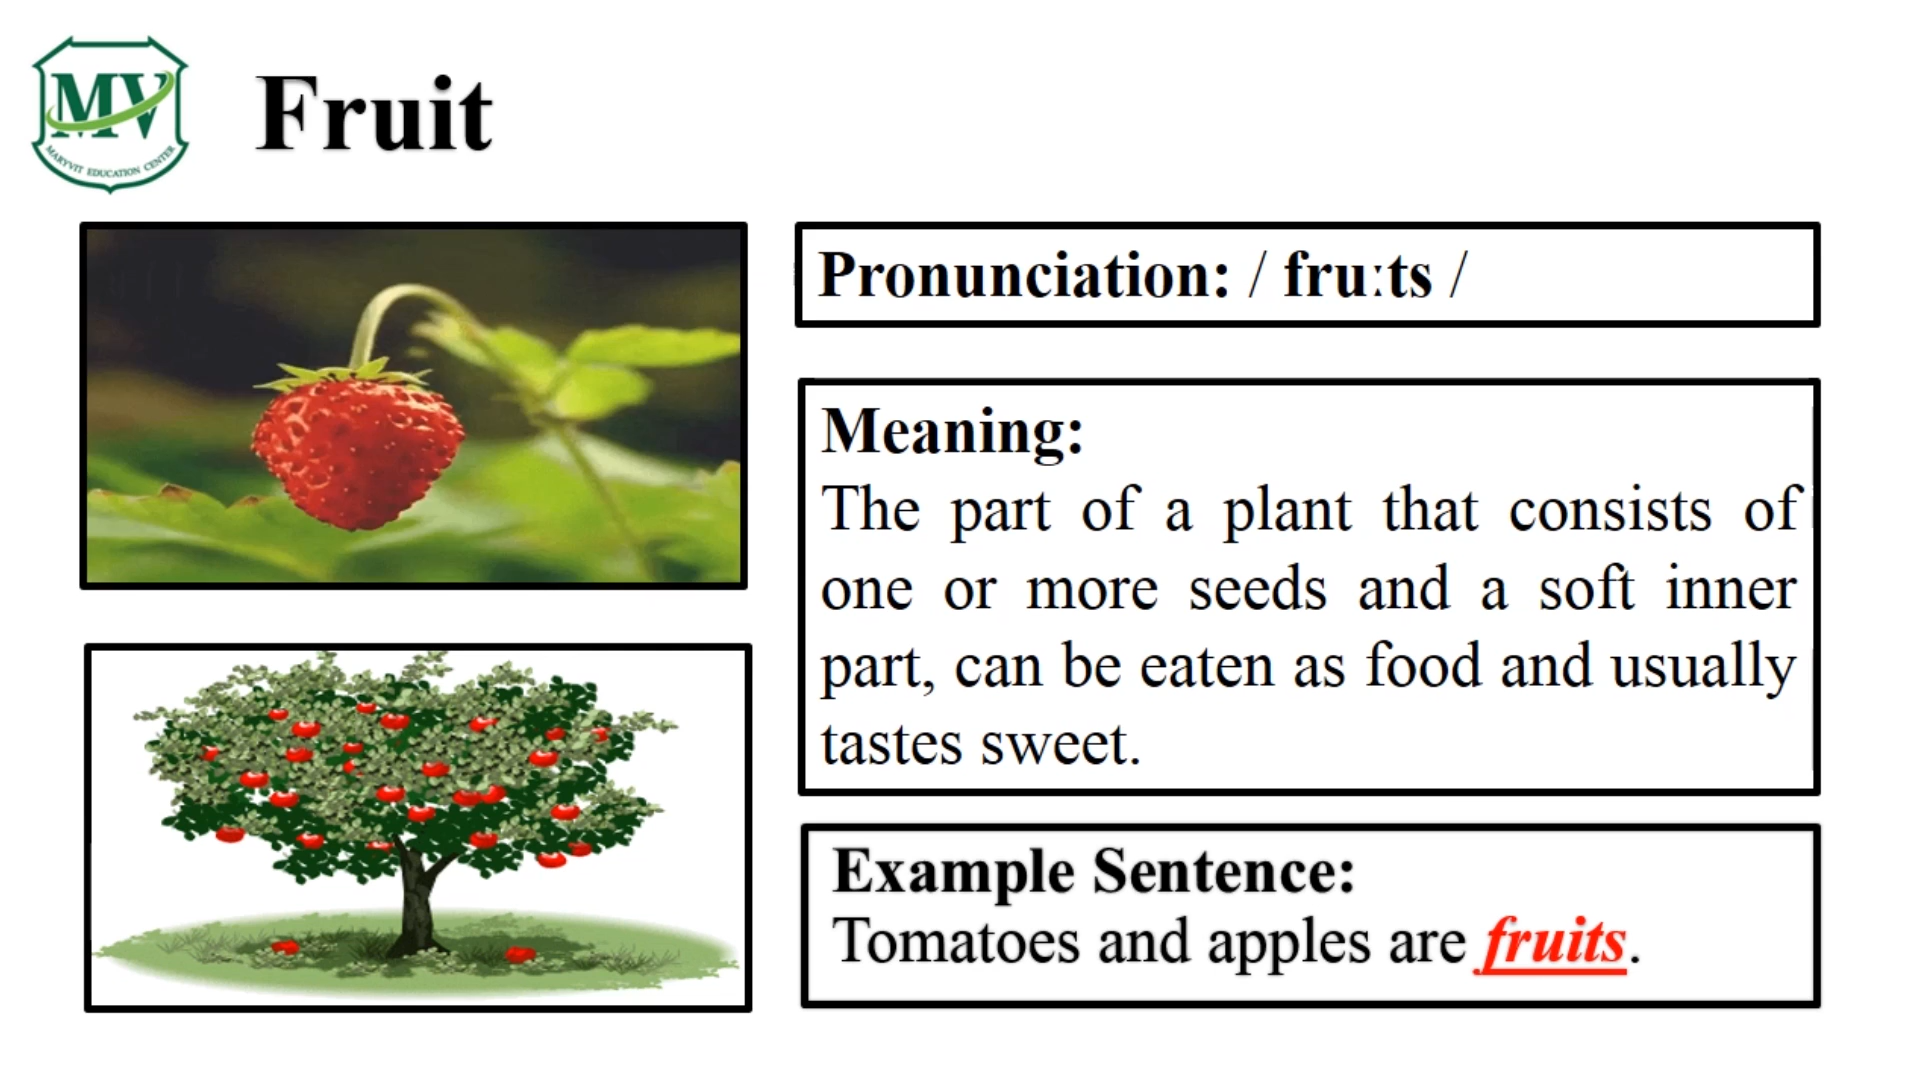 MV
MARYVIT EDUCATION CENTER
Fruit
Pronunciation: / fruːts /
Meaning:
The part of a plant that consists of
one or more seeds and a soft inner
part, can be eaten as food and usually
tastes sweet.
Example Sentence:
Tomatoes and apples are fruits.